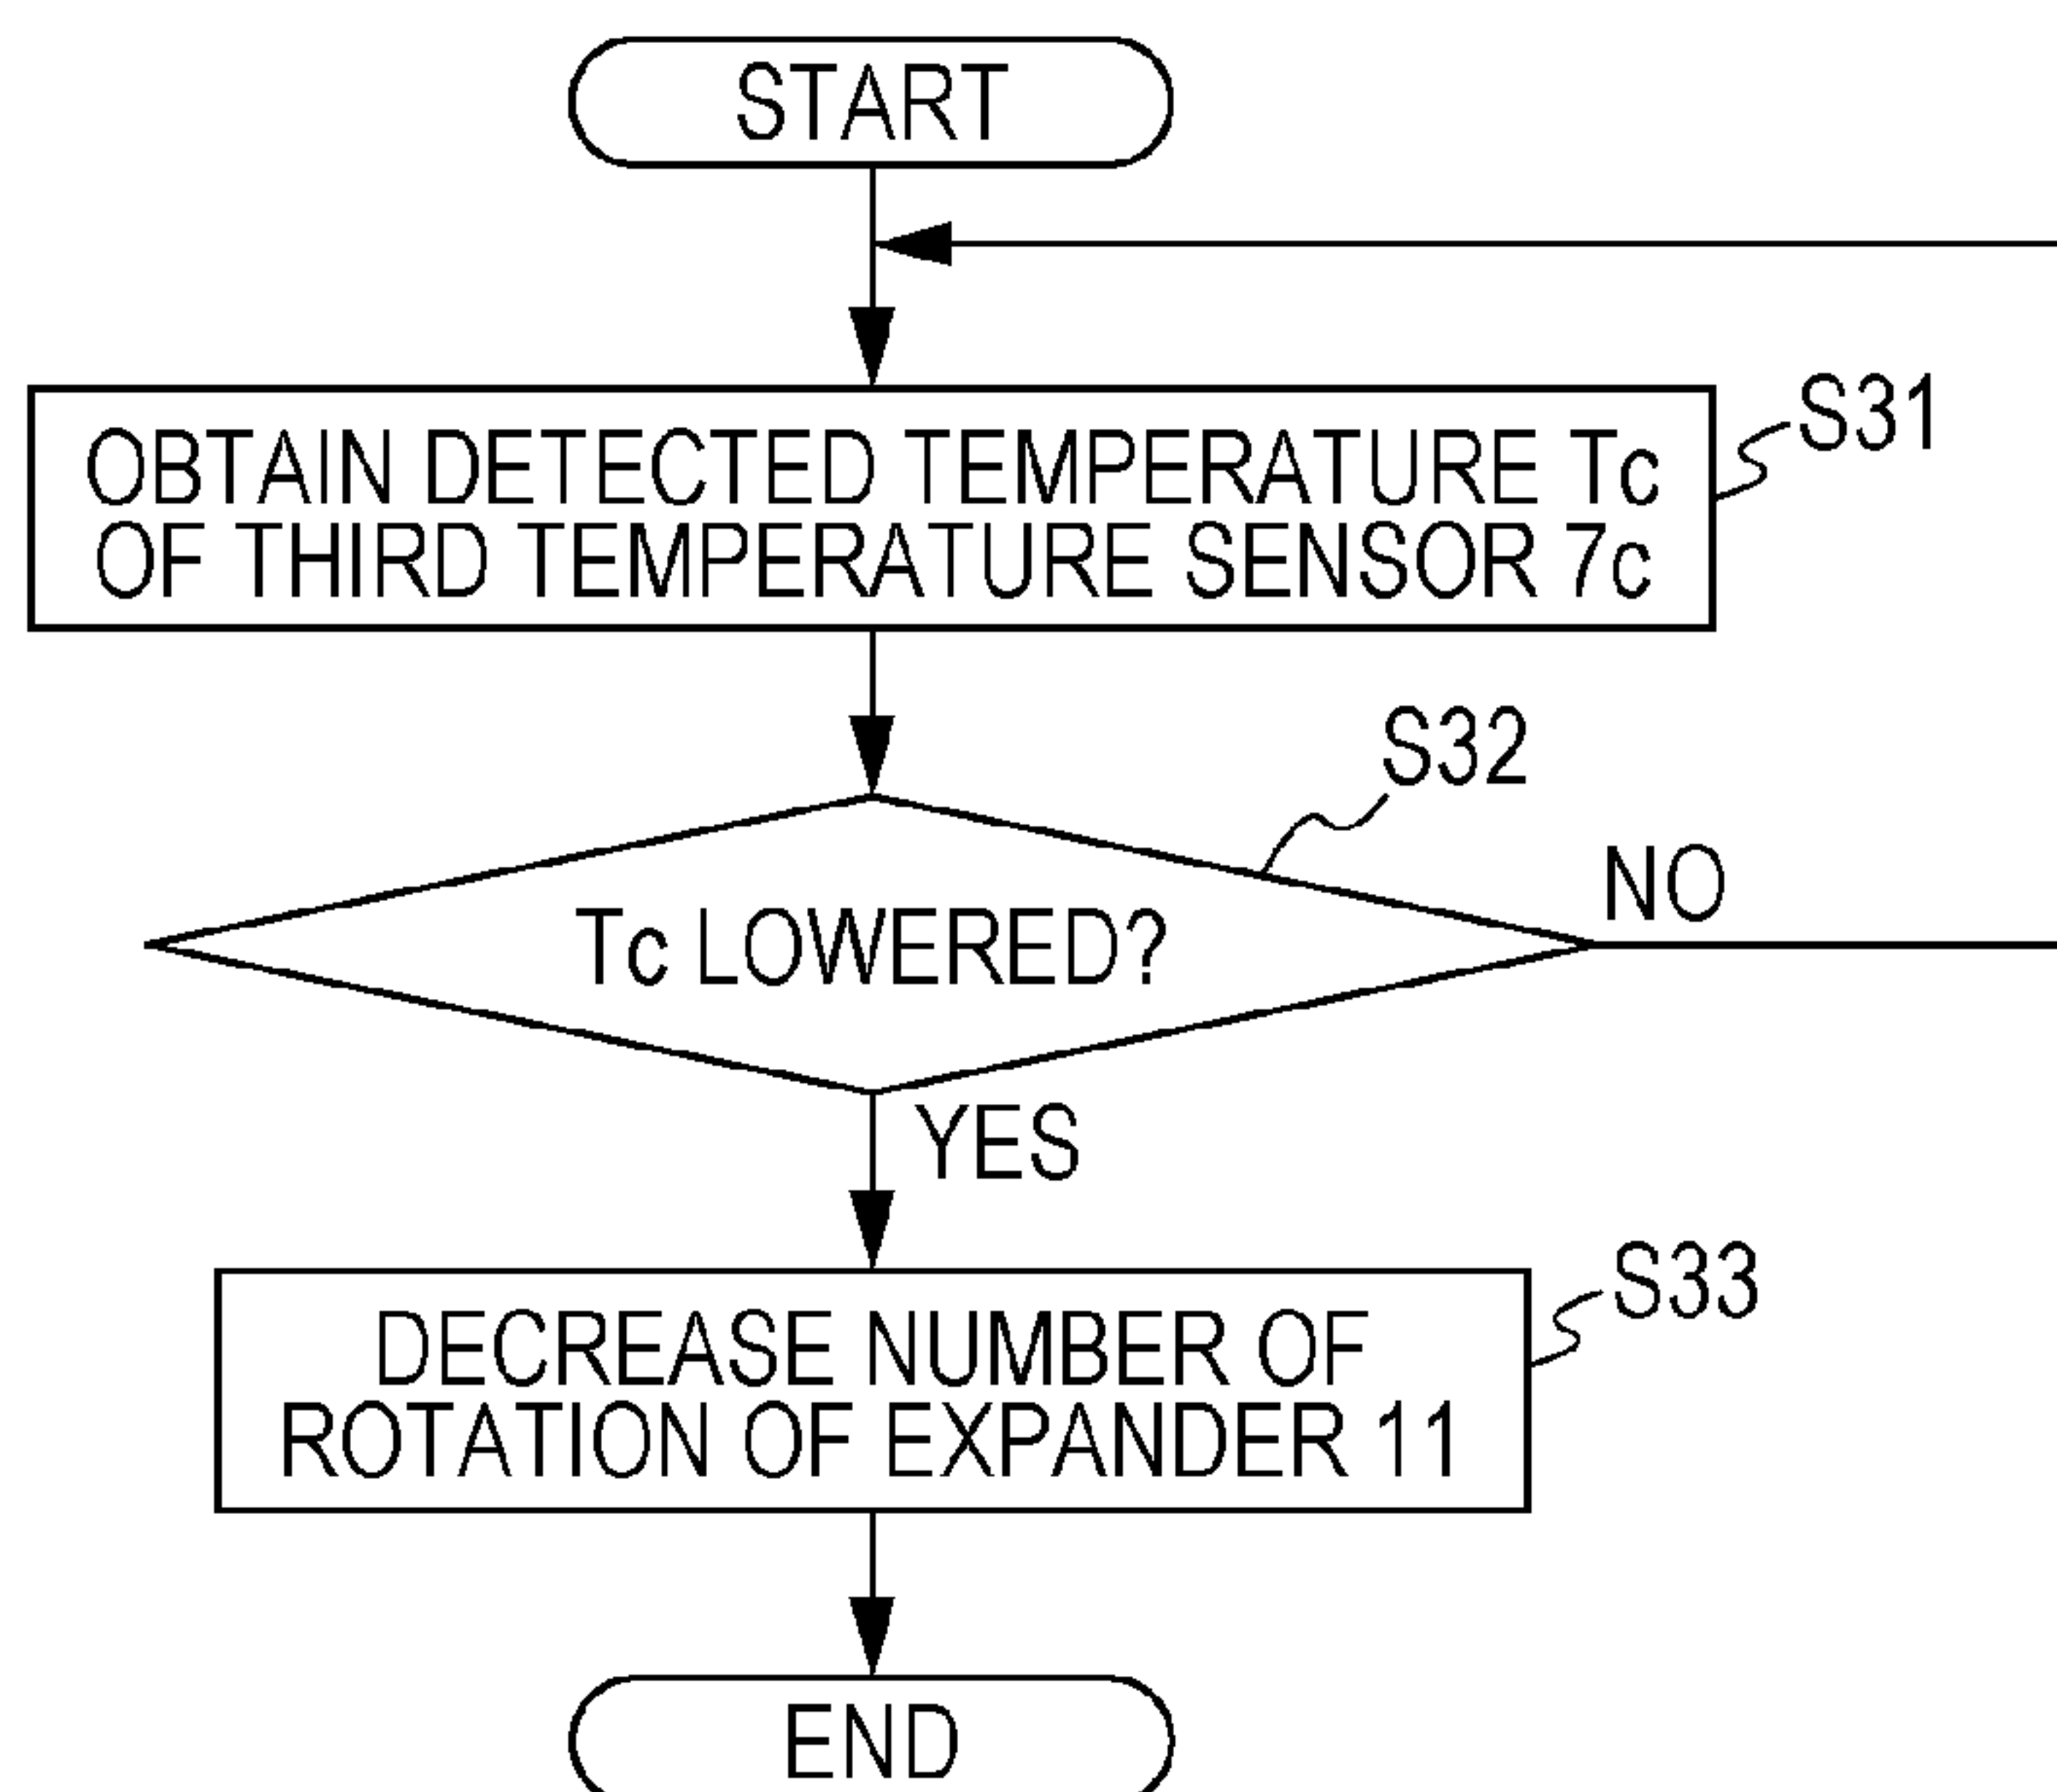 START
OBTAIN DETECTED TEMPERATURE Tc
OF THIRD TEMPERATURE SENSOR 7c
S31
S32
Tc LOWERED?
NO
YES
S33
DECREASE NUMBER OF
ROTATION OF EXPANDER 11
END